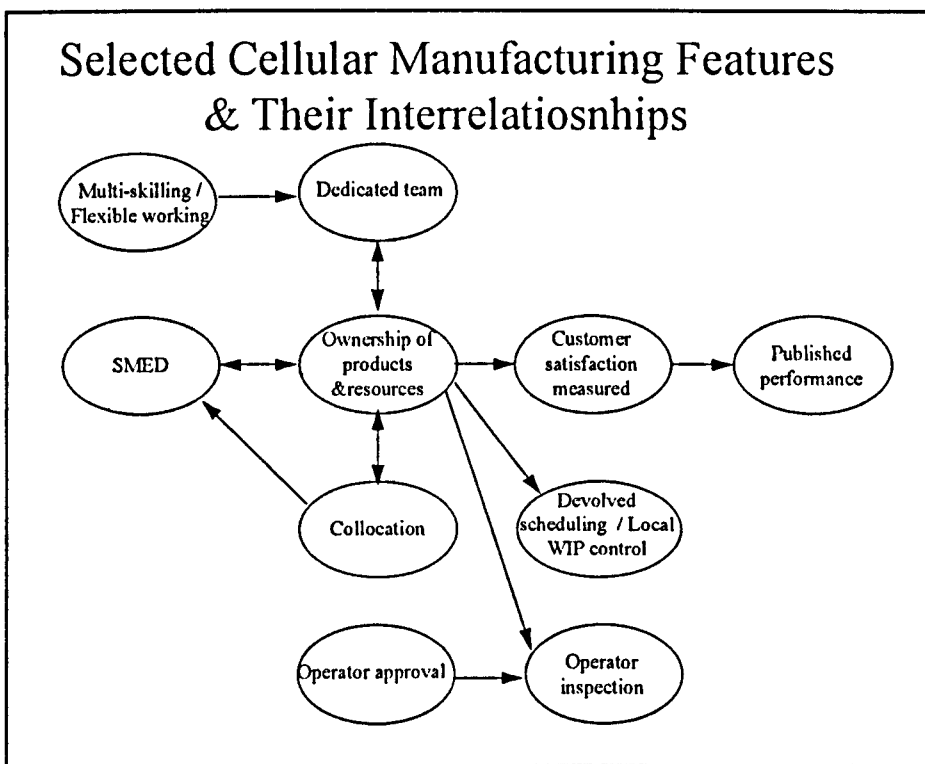 Selected Cellular Manufacturing Features
& Their Interrelatiosnhips
Multi-skilling /
Flexible working
Dedicated team
SMED
Ownership of
products
&resources
Customer
satisfaction
measured
Published
performance
Collocation
Devolved
scheduling / Local
WIP control
Operator approval
Operator
inspection